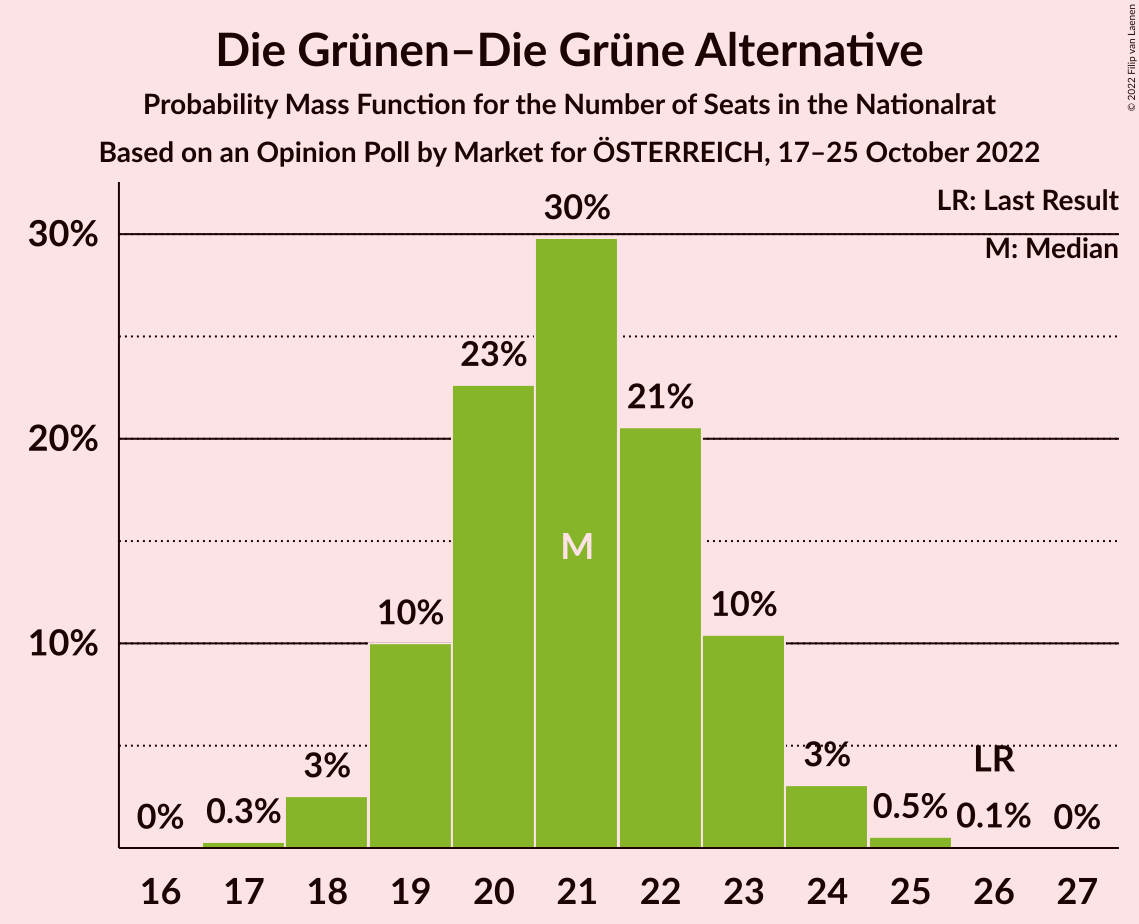 Die Grünen–Die Grüne Alternative
Probability Mass Function for the Number of Seats in the Nationalrat
Based on an Opinion Poll by Market for ÖSTERREICH, 17–25 October 2022
© 2022 Filip van Laenen
LR: Last Result
M: Median
30%
20%
10%
0%
0.3%
3%
10%
23%
30%
21%
10%
3%
0.5%
0.1%
0%
M
LR
16 17 18 19 20 21 22 23 24 25 26 27